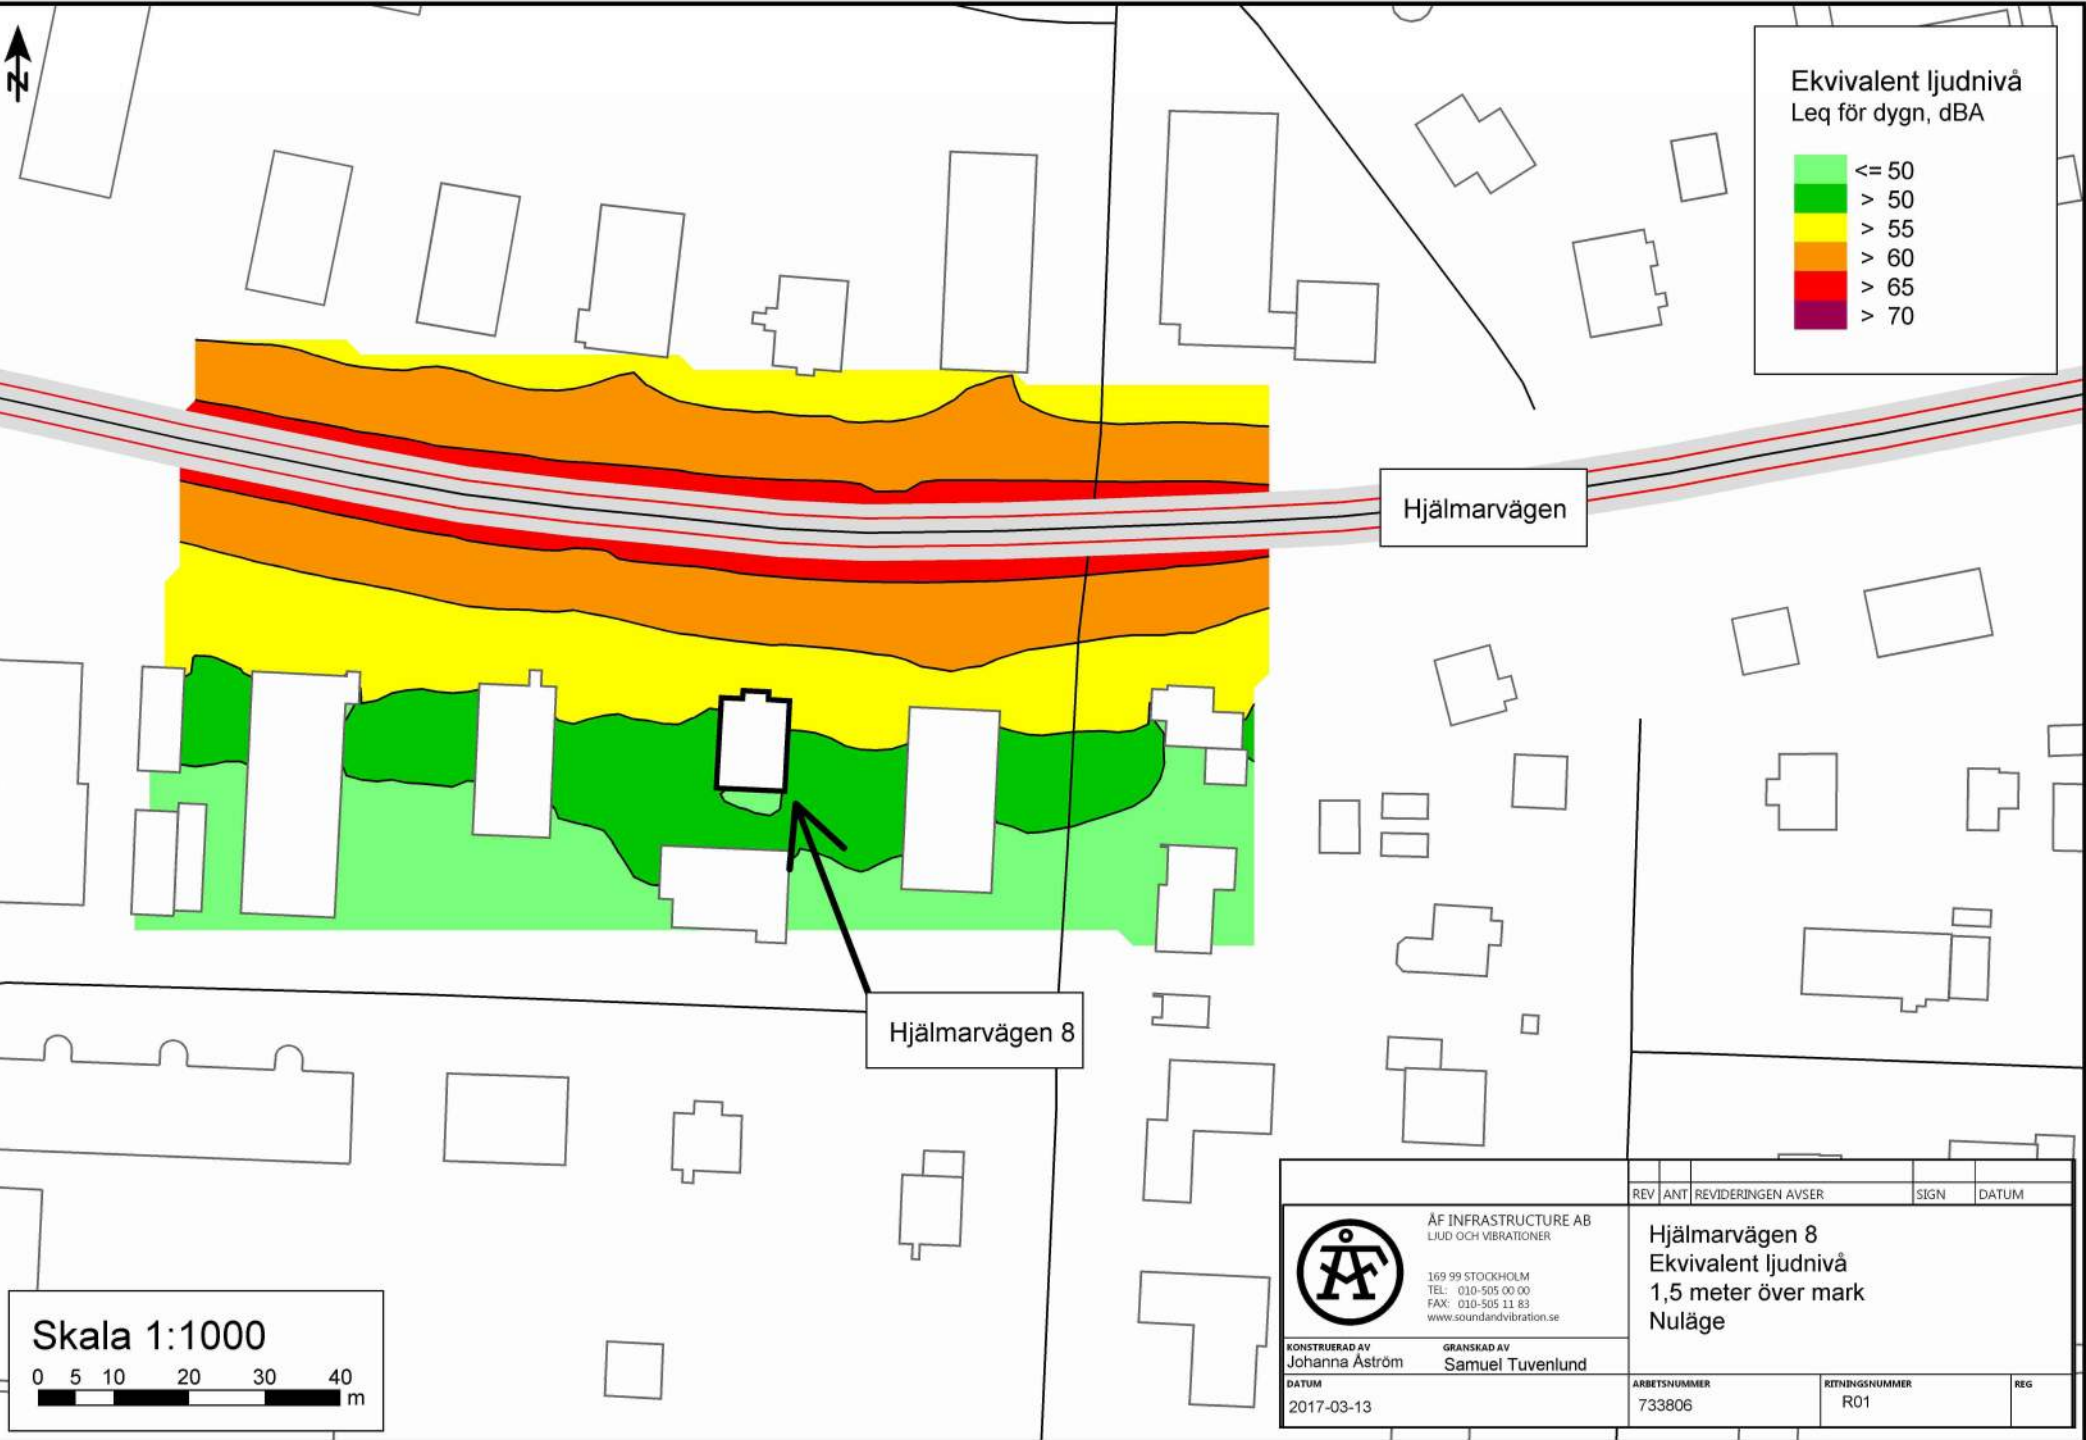 N
Ekvivalent ljudnivå
Leq för dygn, dBA
<= 50
> 50
> 55
> 60
> 65
> 70
Hjälmarvägen
Hjälmarvägen 8
Skala 1:1000
0 5 10 20 30 40
m
REV ANT REVIDERINGEN AVSER SIGN DATUM
ÅF
ÅF INFRASTRUCTURE AB
LJUD OCH VIBRATIONER
169 99 STOCKHOLM
TEL: 010-505 00 00
FAX: 010-505 11 83
www.soundandvibration.se
Hjälmarvägen 8
Ekvivalent ljudnivå
1,5 meter över mark
Nuläge
KONSTRUERAD AV GRANSKAD AV
Johanna Åström Samuel Tuvenlund
DATUM ARBETSNUMMER RITNINGSNUMMER REG
2017-03-13 733806 R01